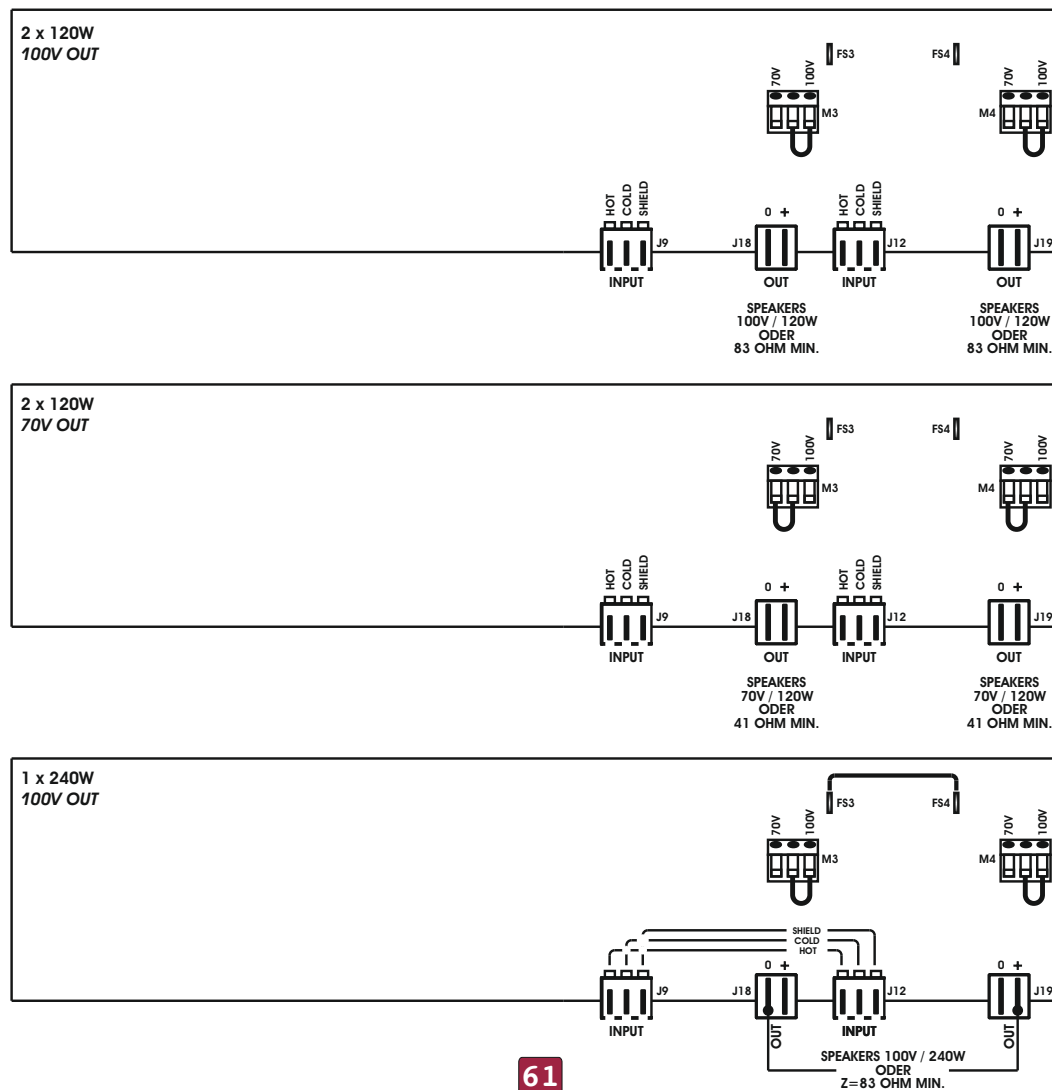 2 x 120W
100V OUT
FS3
FS4
70V
100V
M3
M4
70V
100V
HOT
COLD
SHIELD
J9
INPUT
J18
0 +
OUT
HOT
COLD
SHIELD
J12
INPUT
0 +
J19
OUT
SPEAKERS
100V / 120W
ODER
83 OHM MIN.
SPEAKERS
100V / 120W
ODER
83 OHM MIN.
2 x 120W
70V OUT
FS3
FS4
70V
100V
M3
M4
70V
100V
HOT
COLD
SHIELD
J9
INPUT
J18
0 +
OUT
HOT
COLD
SHIELD
J12
INPUT
0 +
J19
OUT
SPEAKERS
70V / 120W
ODER
41 OHM MIN.
SPEAKERS
70V / 120W
ODER
41 OHM MIN.
1 x 240W
100V OUT
FS3
FS4
70V
100V
M3
M4
70V
100V
SHIELD
COLD
HOT
J9
INPUT
J18
0 +
OUT
J12
INPUT
0 +
J19
OUT
SPEAKERS 100V / 240W
ODER
Z=83 OHM MIN.
61